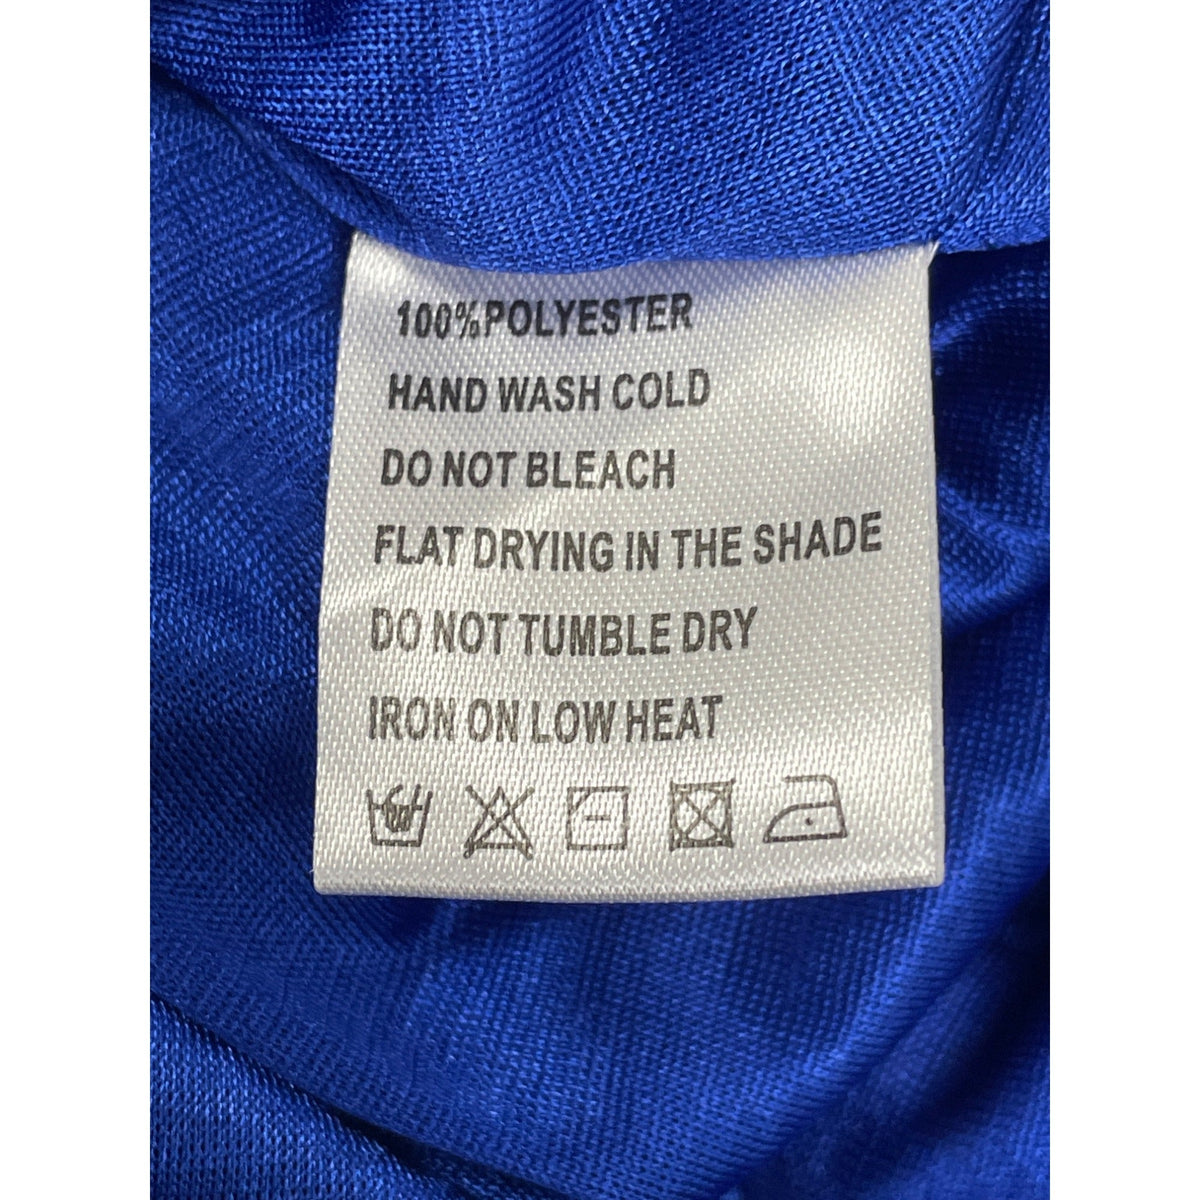 100%POLYESTER
HAND WASH COLD
DO NOT BLEACH
FLAT DRYING IN THE SHADE
DO NOT TUMBLE DRY
IRON ON LOW HEAT